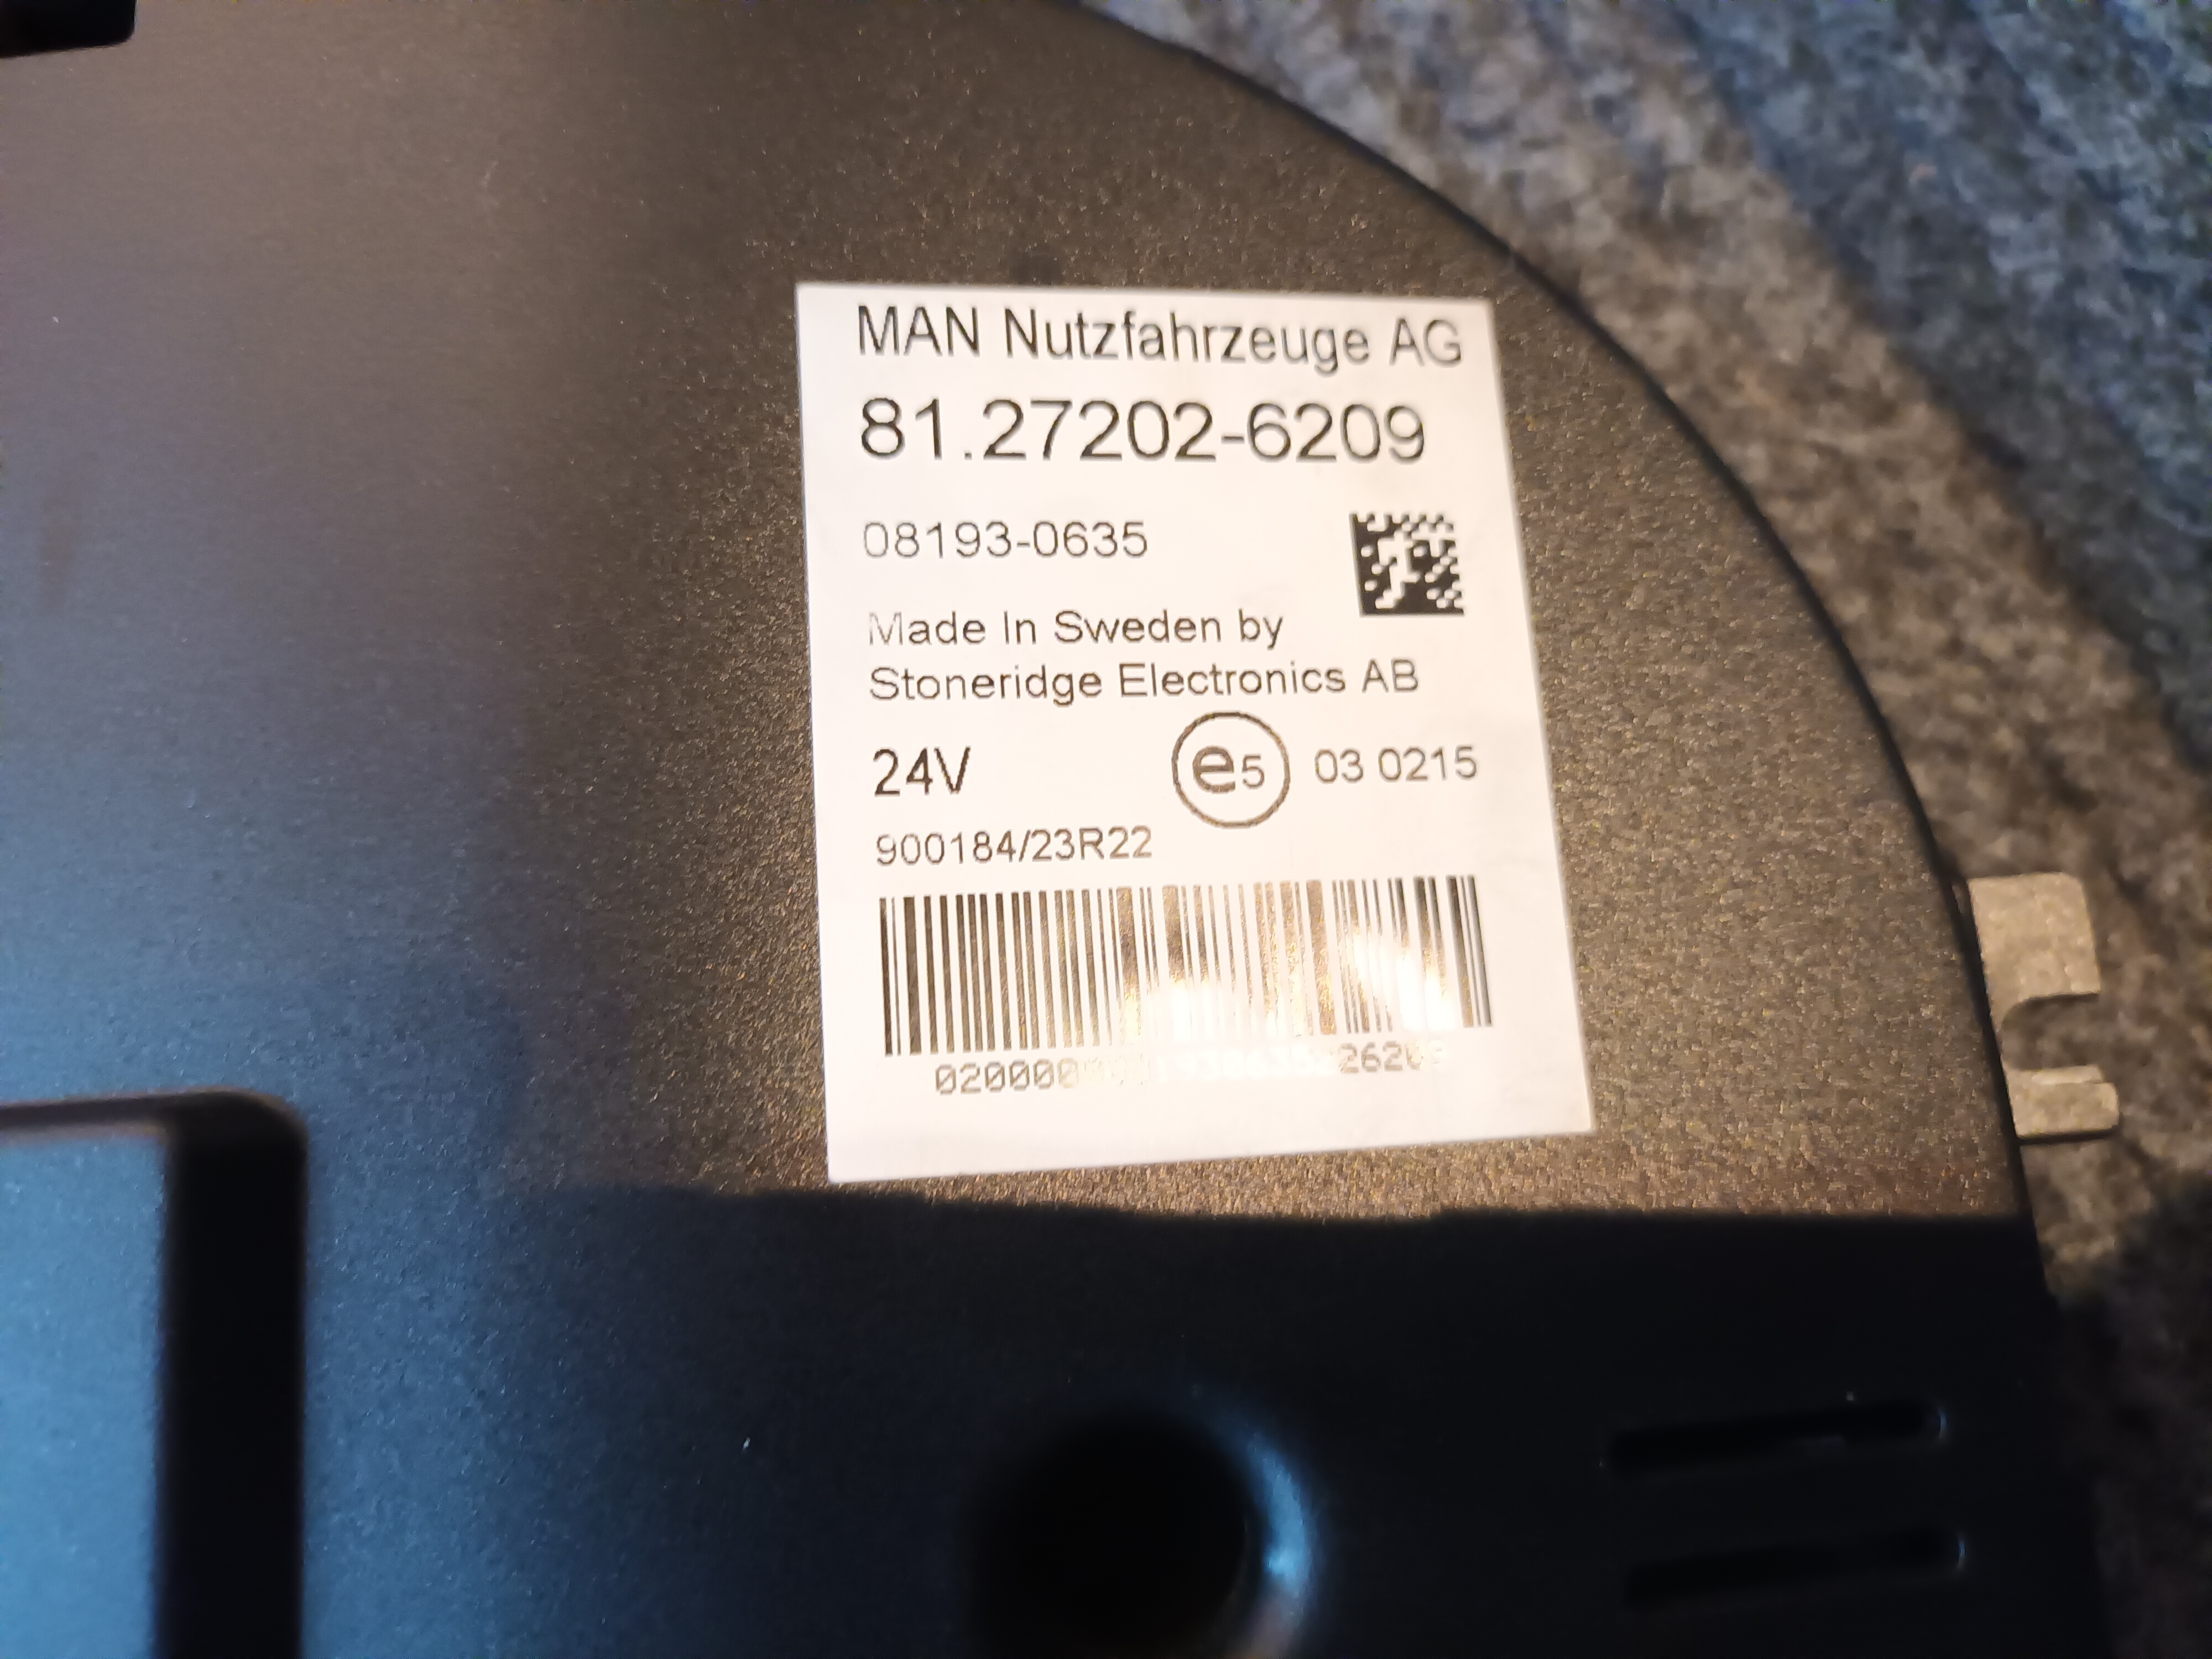 MAN Nutzfahrzeuge AG
81.27202-6209
08193-0635
Made In Sweden by
Stoneridge Electronics AB
24V e5 03 0215
900184/23R22